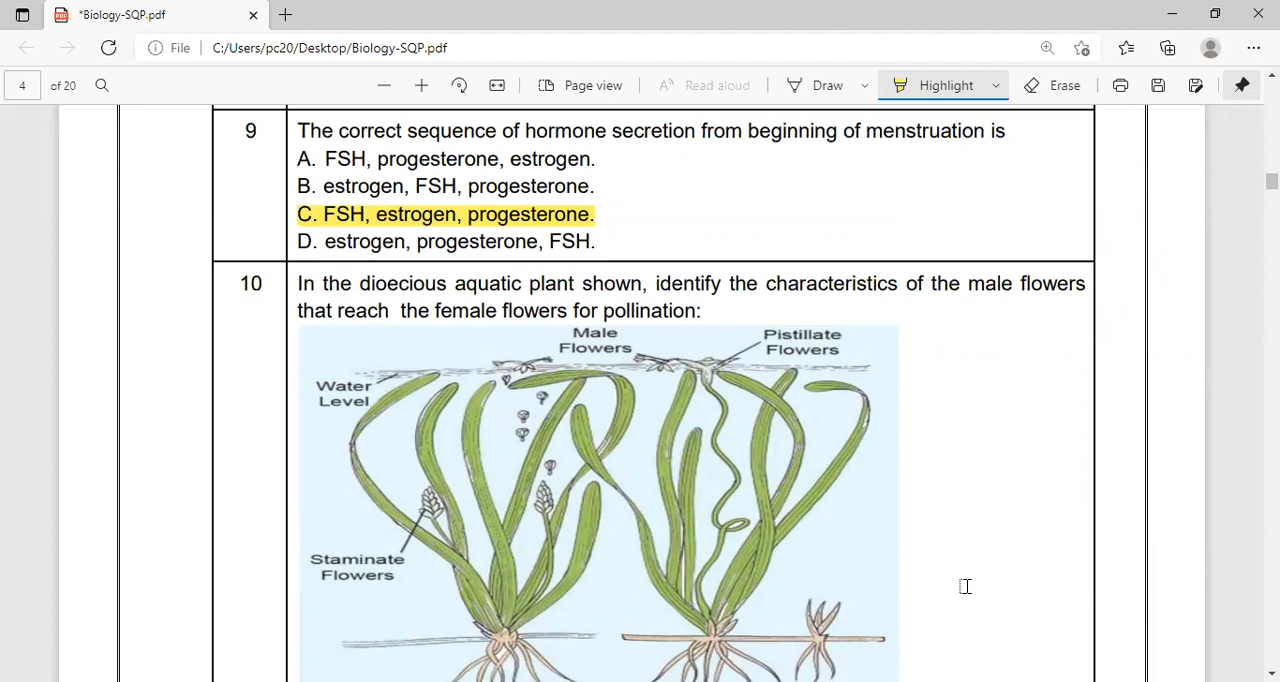 *Biology-SQP.pdf
File C:/Users/pc20/Desktop/Biology-SQP.pdf
4 of 20 Page view Read aloud Draw Highlight Erase
9 The correct sequence of hormone secretion from beginning of menstruation is
A. FSH, progesterone, estrogen.
B. estrogen, FSH, progesterone.
C. FSH, estrogen, progesterone.
D. estrogen, progesterone, FSH.
10 In the dioecious aquatic plant shown, identify the characteristics of the male flowers
that reach the female flowers for pollination:
Male
Flowers
Pistillate
Flowers
Water
Level
Staminate
Flowers